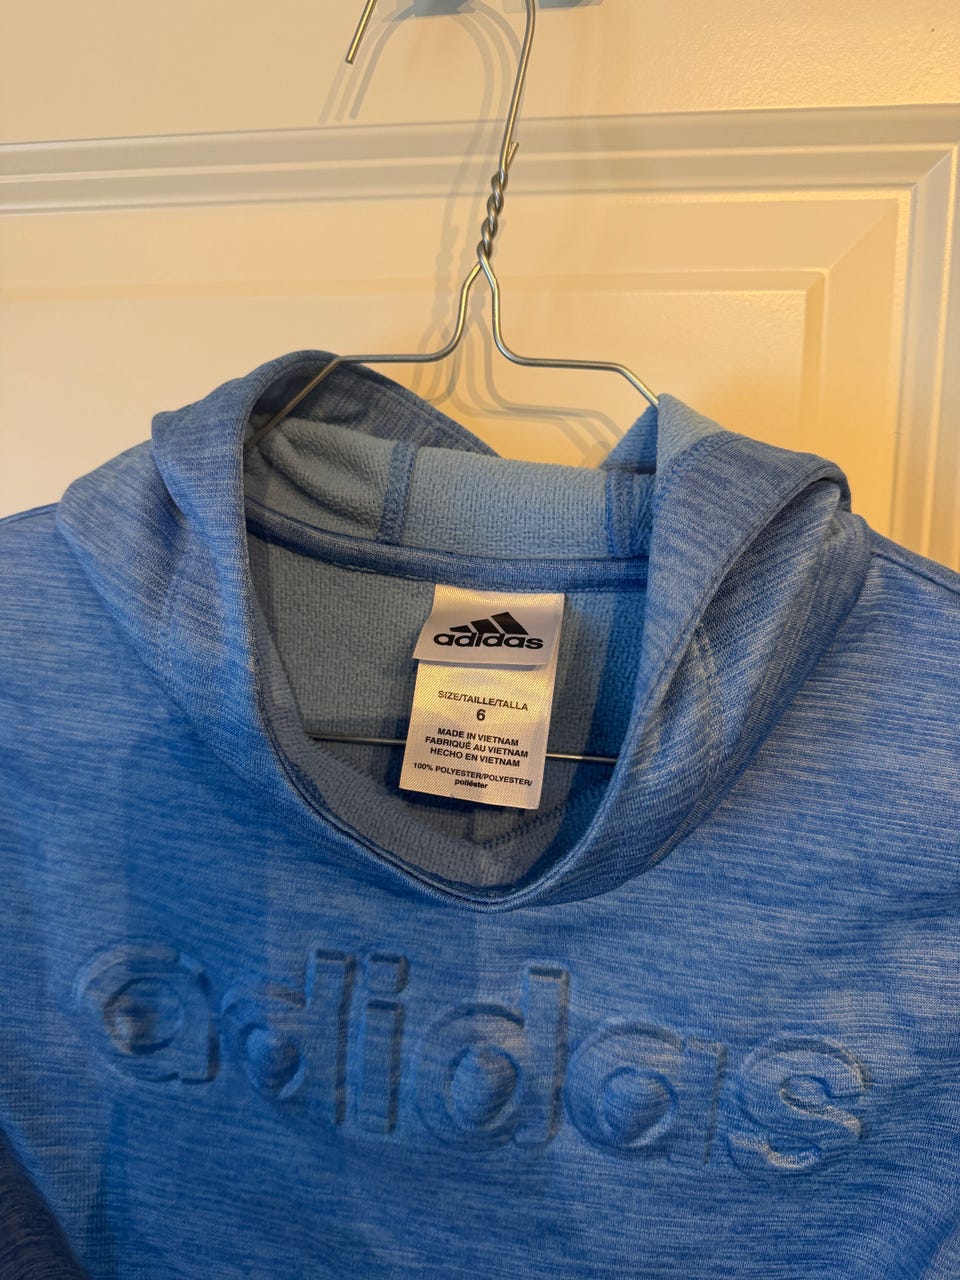 adidas
SIZE/TAILLE/TALLA
6
MADE IN VIETNAM
FABRIQUÉ AU VIETNAM
HECHO EN VIETNAM
100% POLYESTER/POLYESTER/
poliéster
adidas